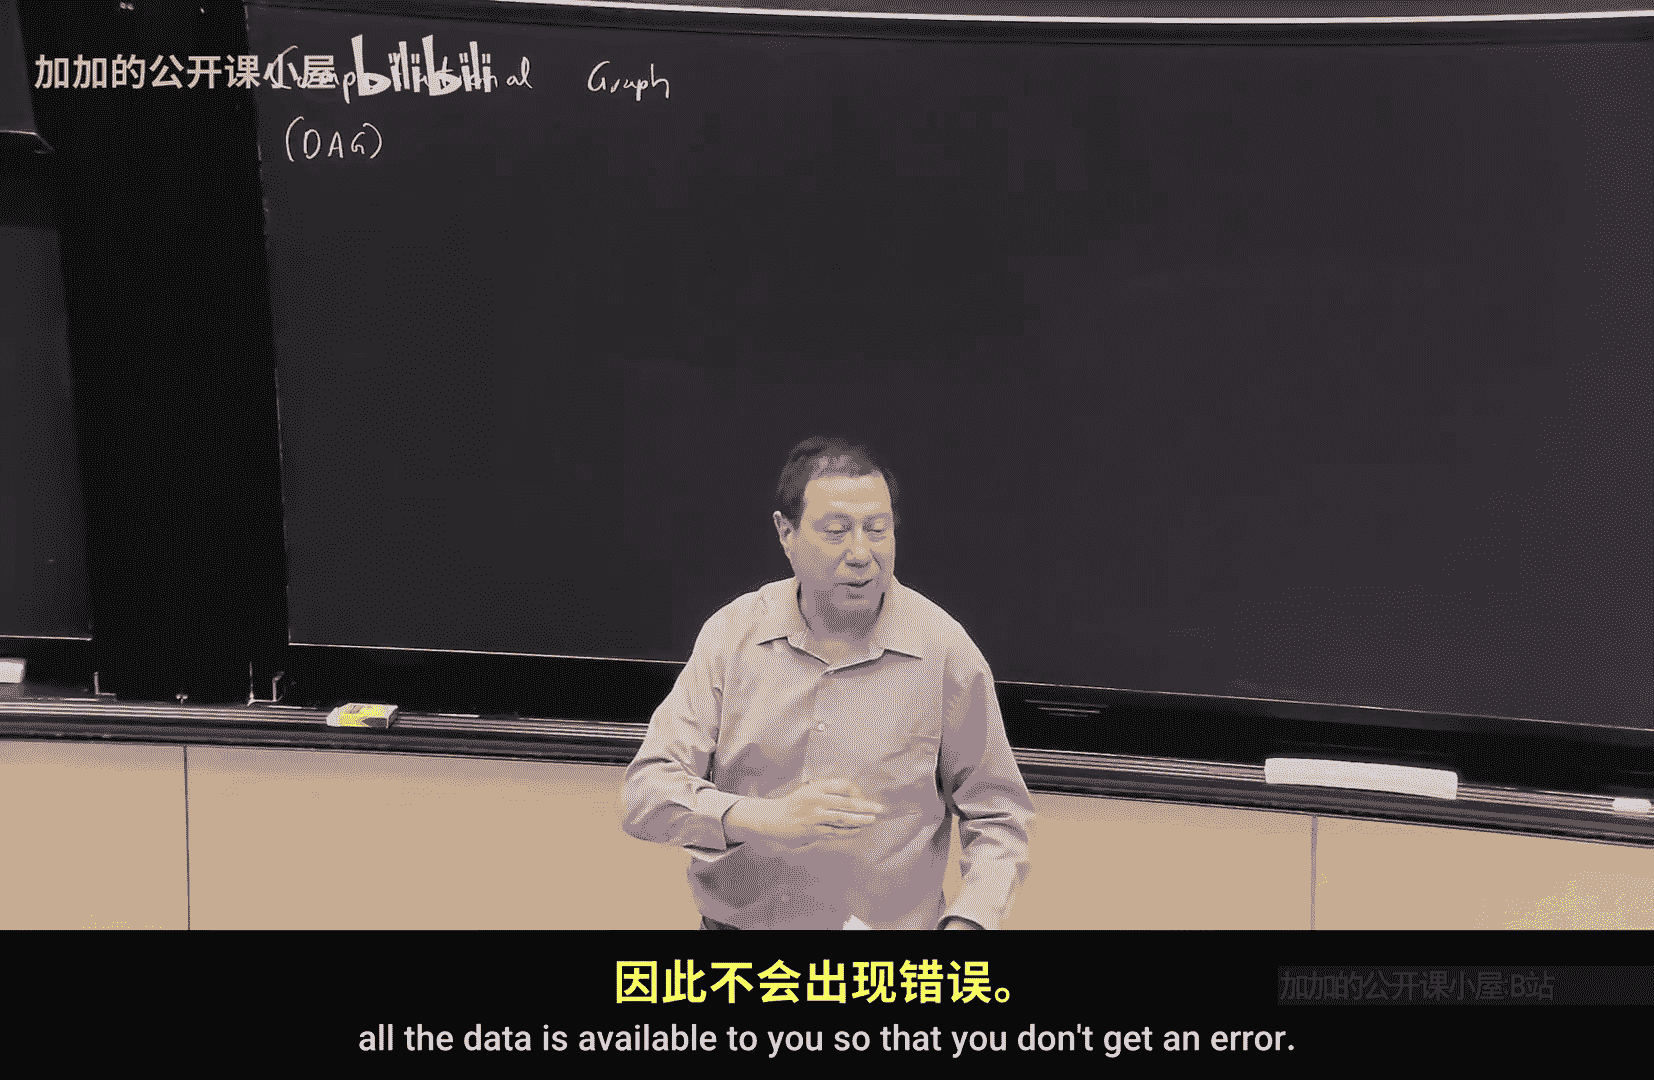 加加的公开课小屋 bilibili
Graph
(DAG)
因此不会出现错误。
加加的公开课小屋:B站
all the data is available to you so that you don't get an error.